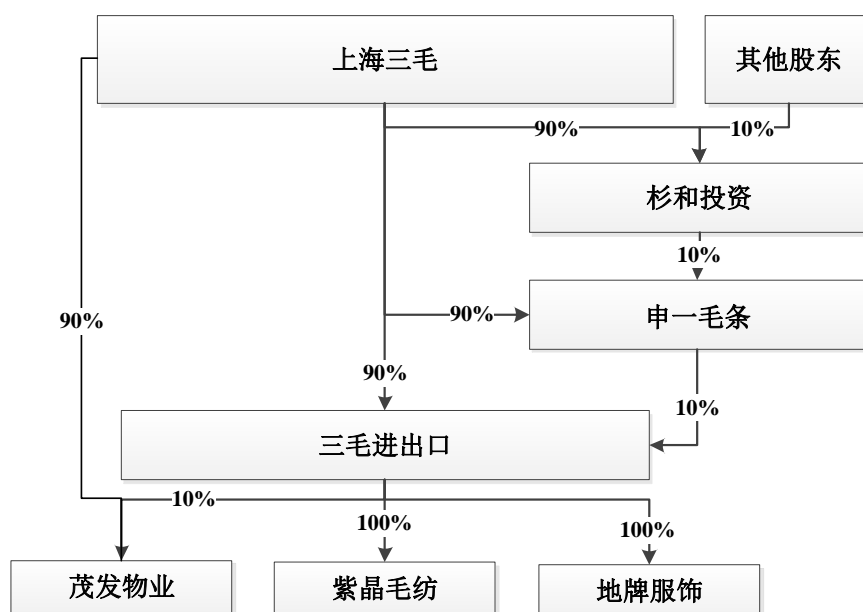 上海三毛
其他股东
90%
10%
杉和投资
10%
90%
90%
申一毛条
90%
10%
三毛进出口
10%
100%
100%
茂发物业
紫晶毛纺
地牌服饰